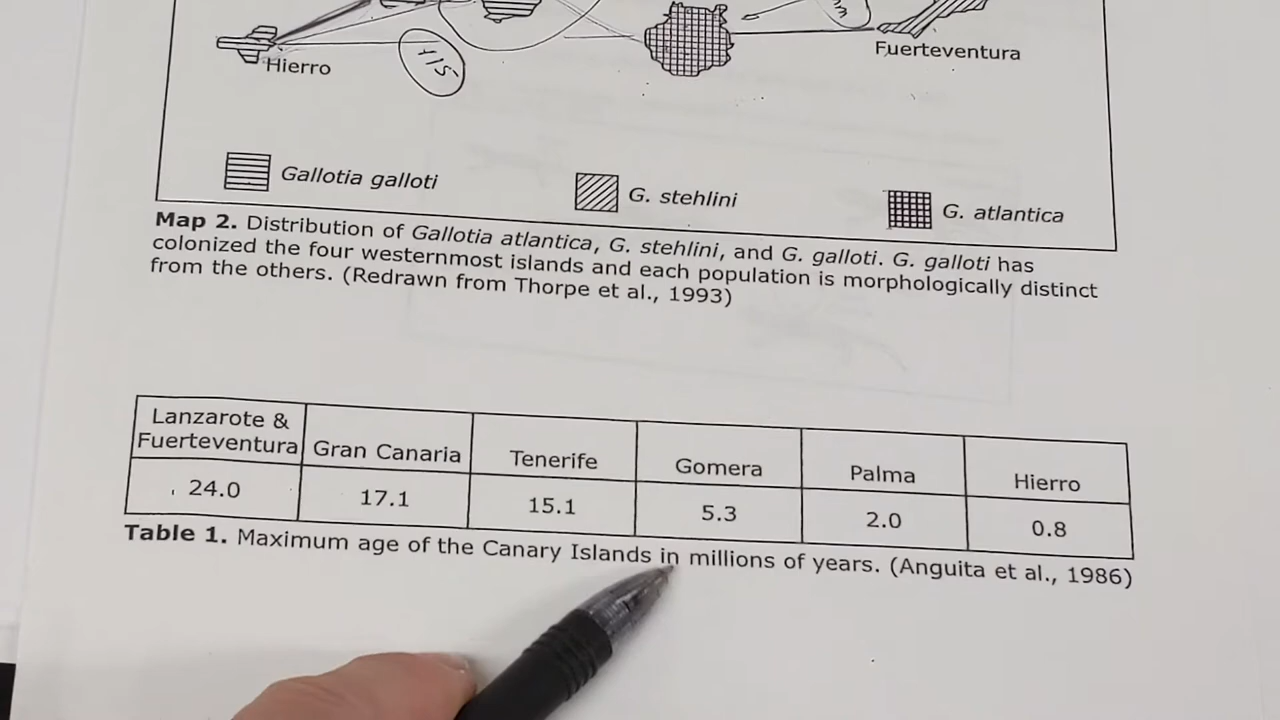 Fuerteventura
Hierro
115
Gallotia galloti
G. stehlini
G. atlantica
Map 2. Distribution of Gallotia atlantica, G. stehlini, and G. galloti. G. galloti has
colonized the four westernmost islands and each population is morphologically distinct
from the others. (Redrawn from Thorpe et al., 1993)
Lanzarote &
Fuerteventura
Gran Canaria
Tenerife
Gomera
Palma
Hierro
24.0
17.1
15.1
5.3
2.0
0.8
Table 1. Maximum age of the Canary Islands in millions of years. (Anguita et al., 1986)